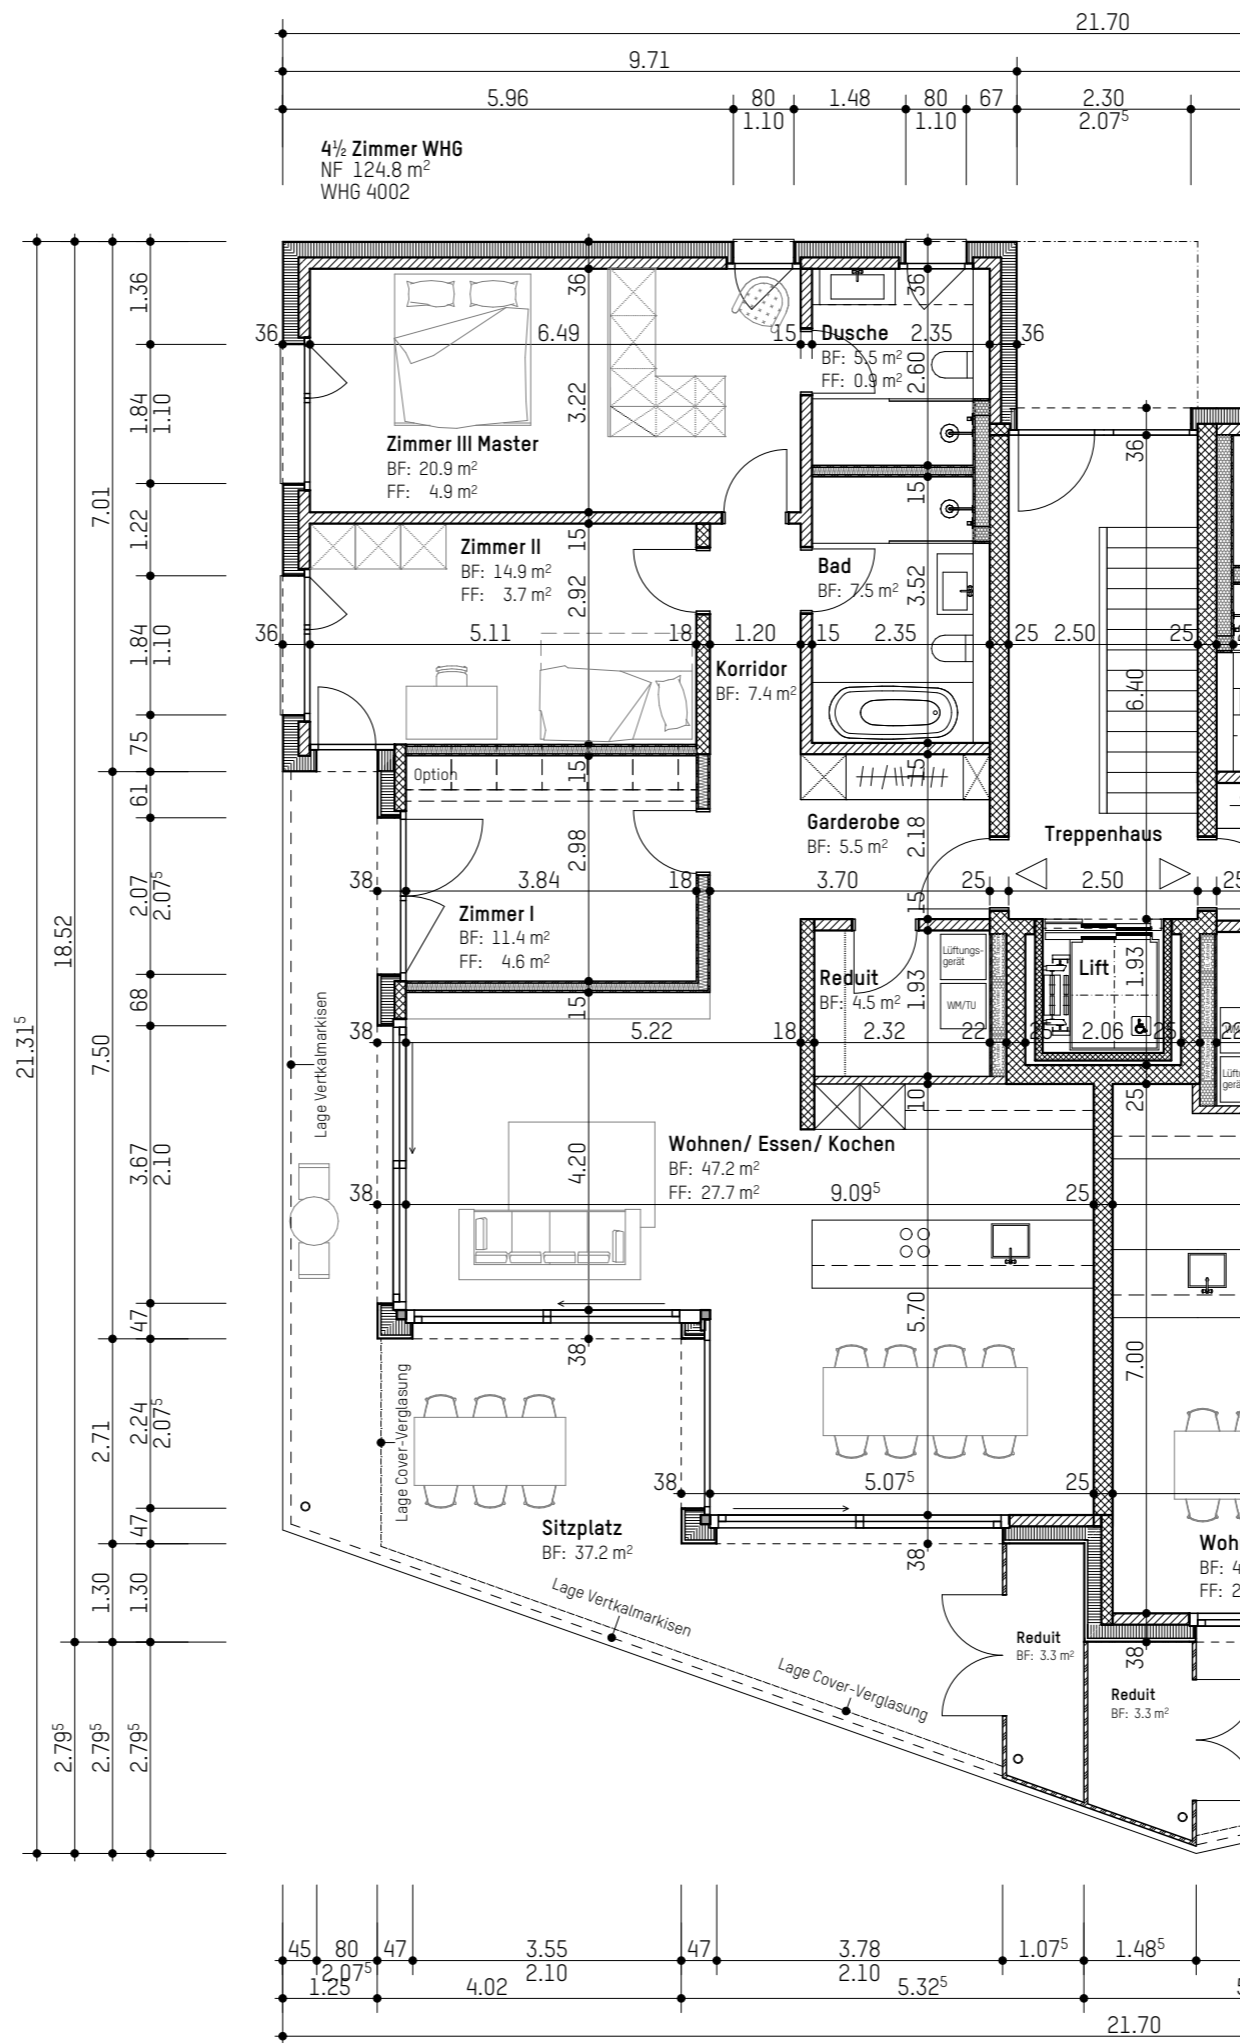 21.70
9.71
5.96 80 1.48 80 67 2.30
1.10 1.10 2.07⁵
4½ Zimmer WHG
NF 124.8 m²
WHG 4002
1.36
1.84
1.10
1.22
1.84
1.10
75
61
2.07
2.07⁵
68
3.67
2.10
47
2.24
2.07⁵
47
1.30
2.79⁵
7.01
7.50
2.71
1.30
2.79⁵
18.52
2.79⁵
21.31⁵
36 36
36 6.49 15 2.35 36
Dusche
BF: 5.5 m²
FF: 0.9 m²
2.60
3.22
Zimmer III Master
BF: 20.9 m²
FF: 4.9 m²
36
15
15
Zimmer II
BF: 14.9 m²
FF: 3.7 m²
2.92
Bad
BF: 7.5 m²
3.52
36 5.11 18 1.20 15 2.35 25 2.50 25
Korridor
BF: 7.4 m²
6.40
Option
15
15
Garderobe
BF: 5.5 m²
2.18
Treppenhaus
2.98
38 3.84 18 3.70 25 2.50 25
15
Zimmer I
BF: 11.4 m²
FF: 4.6 m²
Lüftungs-
gerät
WM/TU
Reduit
BF: 4.5 m²
1.93
Lift
1.93
15
38 5.22 18 2.32 22 25 2.06 25 22
Lage Vertkalmarkisen
10
25
Wohnen/ Essen/ Kochen
BF: 47.2 m²
FF: 27.7 m²
4.20
38 9.09⁵ 25
5.70
7.00
38
Lage Cover-Verglasung
38 5.07⁵ 25
Sitzplatz
BF: 37.2 m²
38
Woh
BF: 4
FF: 2
Lage Vertkalmarkisen
Lage Cover-Verglasung
Reduit
BF: 3.3 m²
38
Reduit
BF: 3.3 m²
45 80 47 3.55 47 3.78 1.07⁵ 1.48⁵
2.07⁵ 2.10 2.10
1.25 4.02 5.32⁵
21.70